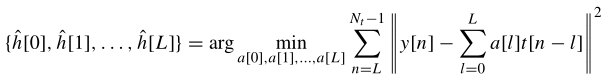 {ĥ[0], ĥ[1], . . . , ĥ[L]} = arg min_{a[0],a[1],...,a[L]} ∑_{n=L}^{N_t−1} ‖ y[n] − ∑_{l=0}^{L} a[l]t[n − l] ‖^2